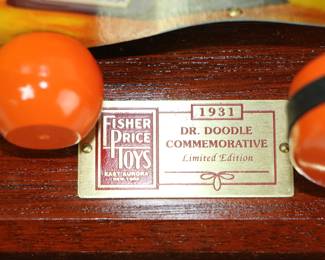 FISHER
PRICE
TOYS
EAST AURORA
NEW YORK
1931
DR. DOODLE
COMMEMORATIVE
Limited Edition